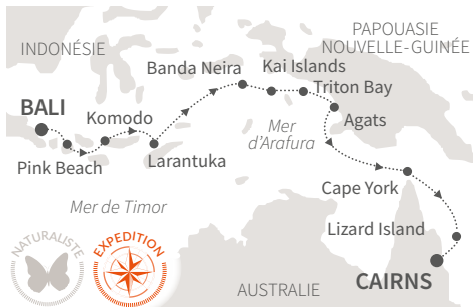 PAPOUASIE
NOUVELLE-GUINÉE
INDONÉSIE
Banda Neira
Kai Islands
Triton Bay
BALI
Komodo
Agats
Mer
d'Arafura
Pink Beach
Larantuka
Cape York
Mer de Timor
Lizard Island
NATURALISTE
EXPEDITION
CAIRNS
AUSTRALIE